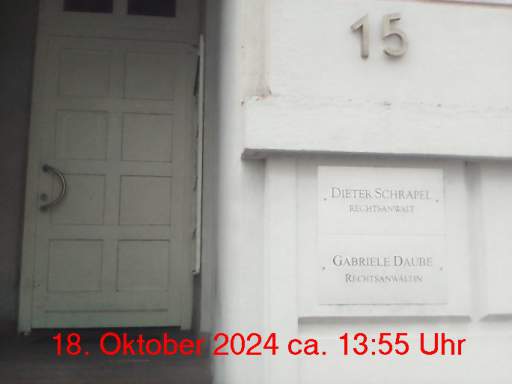 15
DIETER SCHRAPEL
RECHTSANWALT
GABRIELE DAUBE
RECHTSANWÄLTIN
18. Oktober 2024 ca. 13:55 Uhr